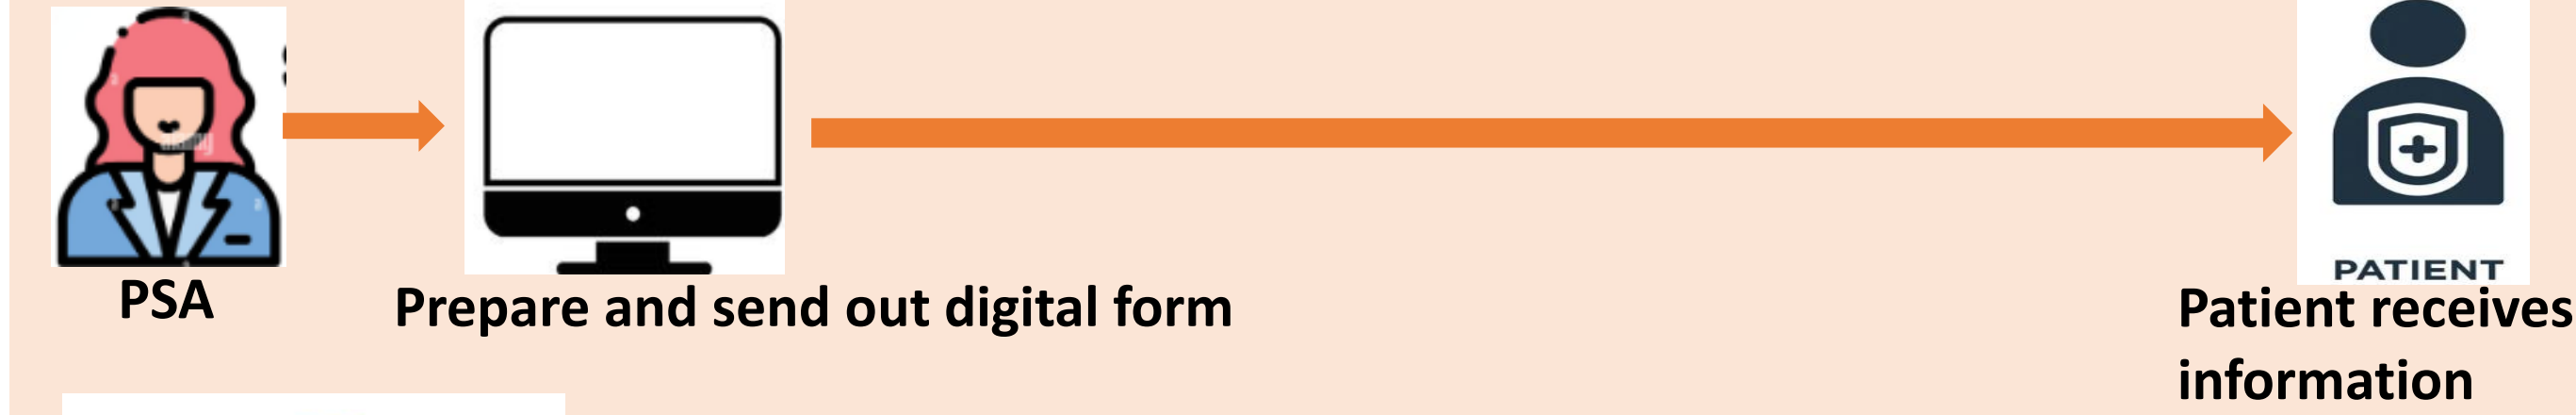 PATIENT
PSA
Prepare and send out digital form
Patient receives
information